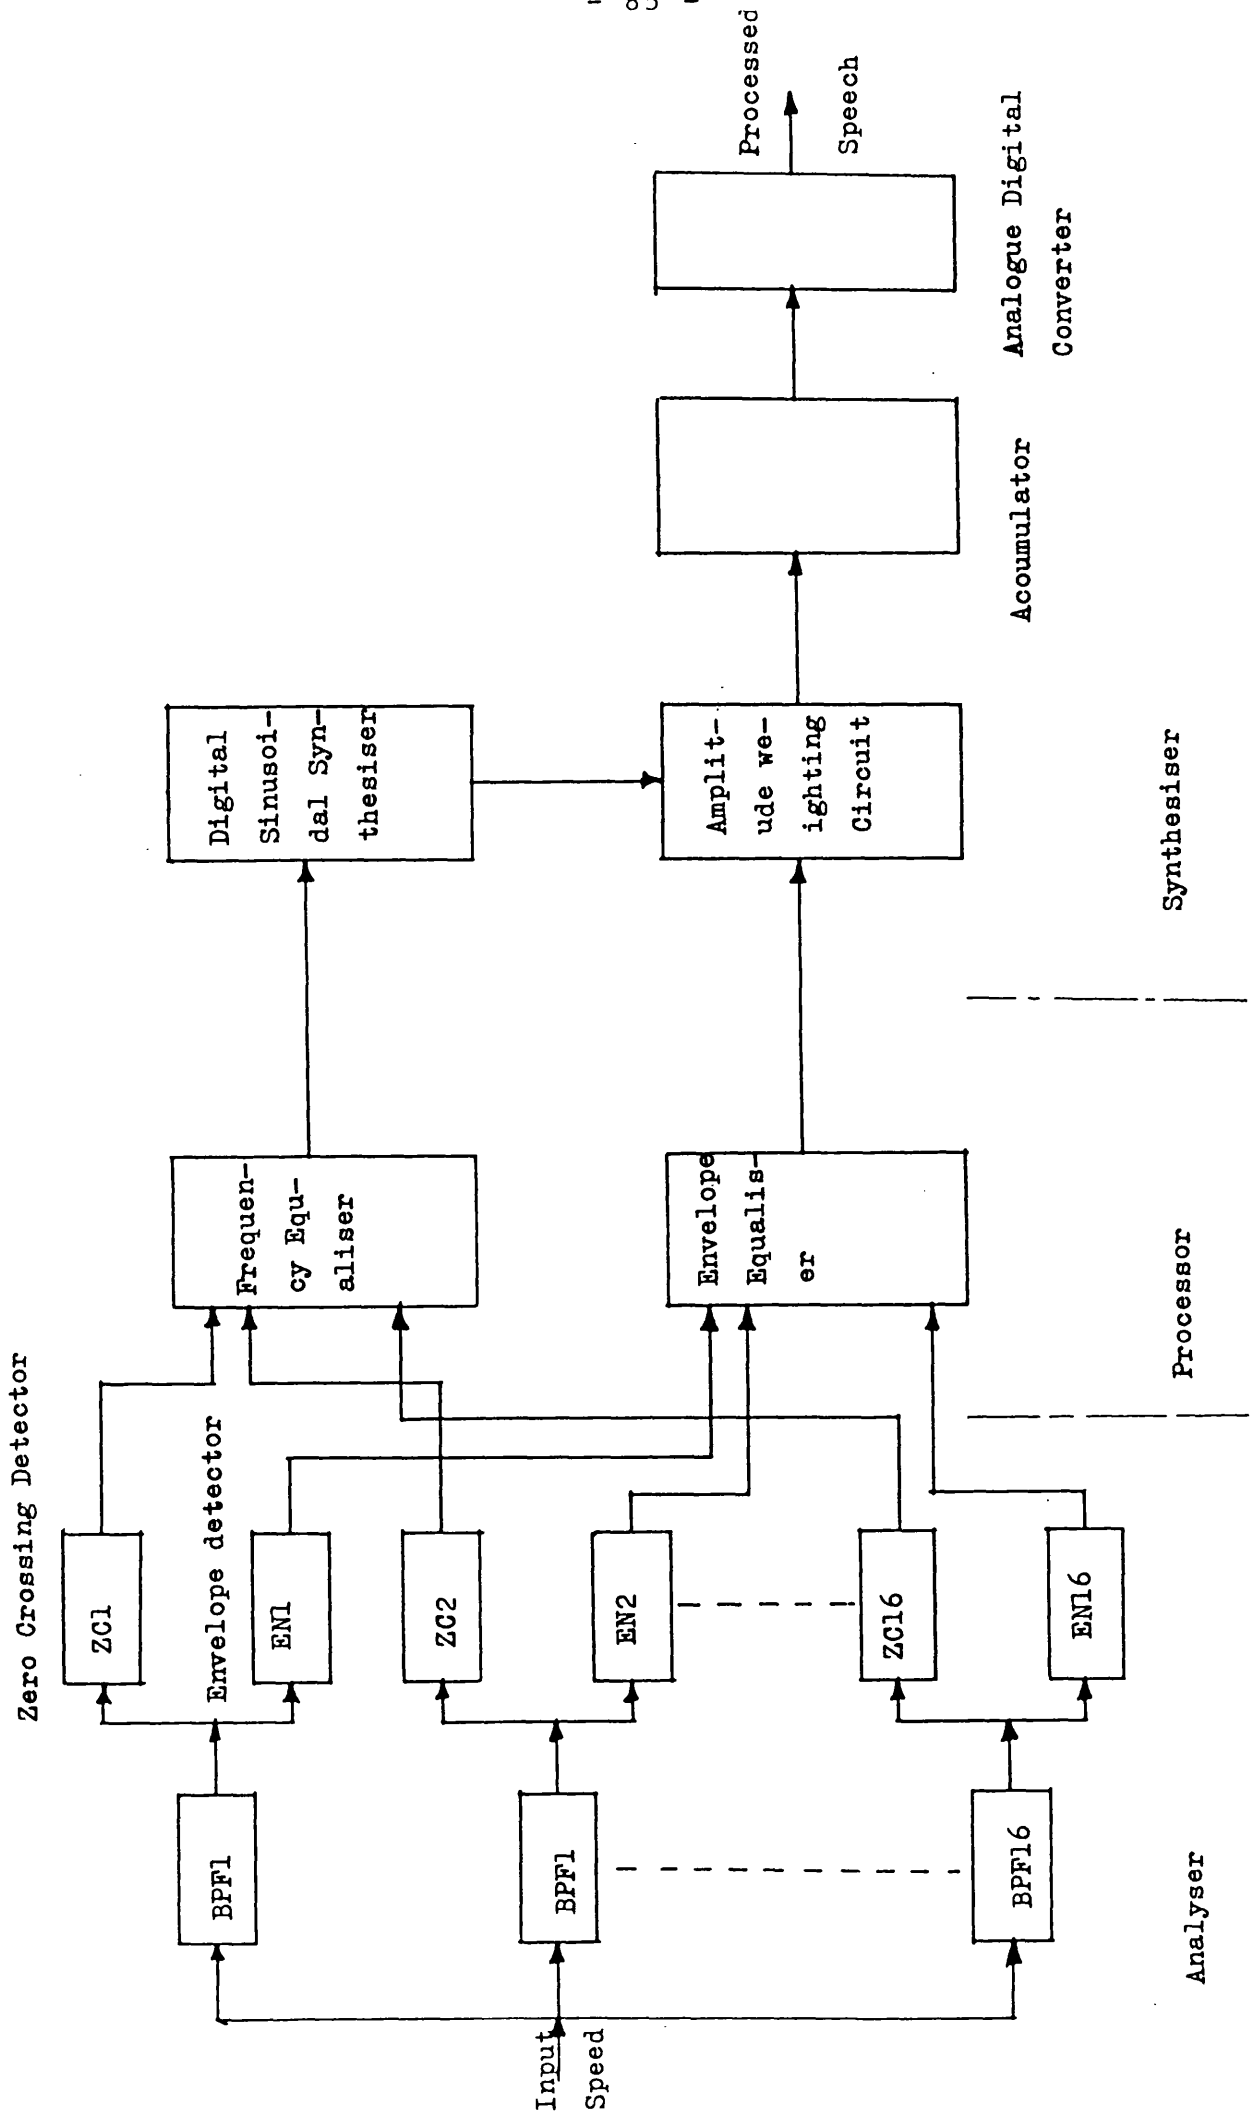 Zero Crossing Detector
Envelope detector
Input
Speed
BPF1
BPF1
BPF16
ZC1
EN1
ZC2
EN2
ZC16
EN16
Frequen-
cy Equ-
aliser
Envelope
Equalis-
er
Digital
Sinusoi-
dal Syn-
thesiser
Amplit-
ude we-
ighting
Circuit
Acoumulator
Analogue Digital
Converter
Processed
Speech
Analyser
Processor
Synthesiser